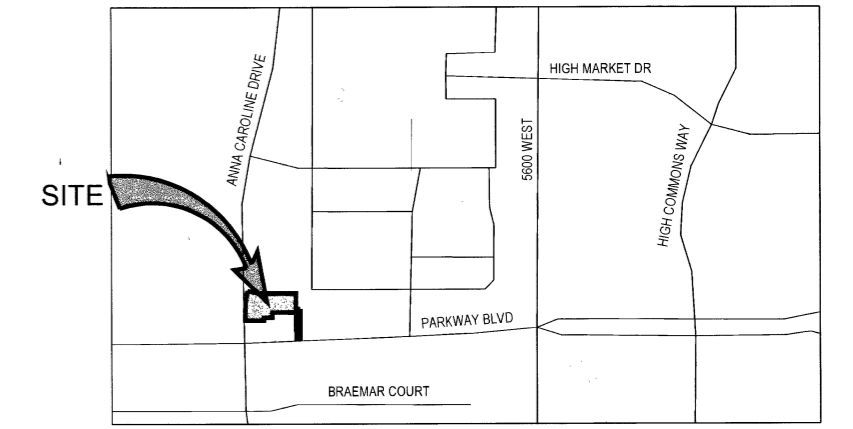 HIGH MARKET DR
ANNA CAROLINE DRIVE
5600 WEST
HIGH COMMONS WAY
SITE
PARKWAY BLVD
BRAEMAR COURT